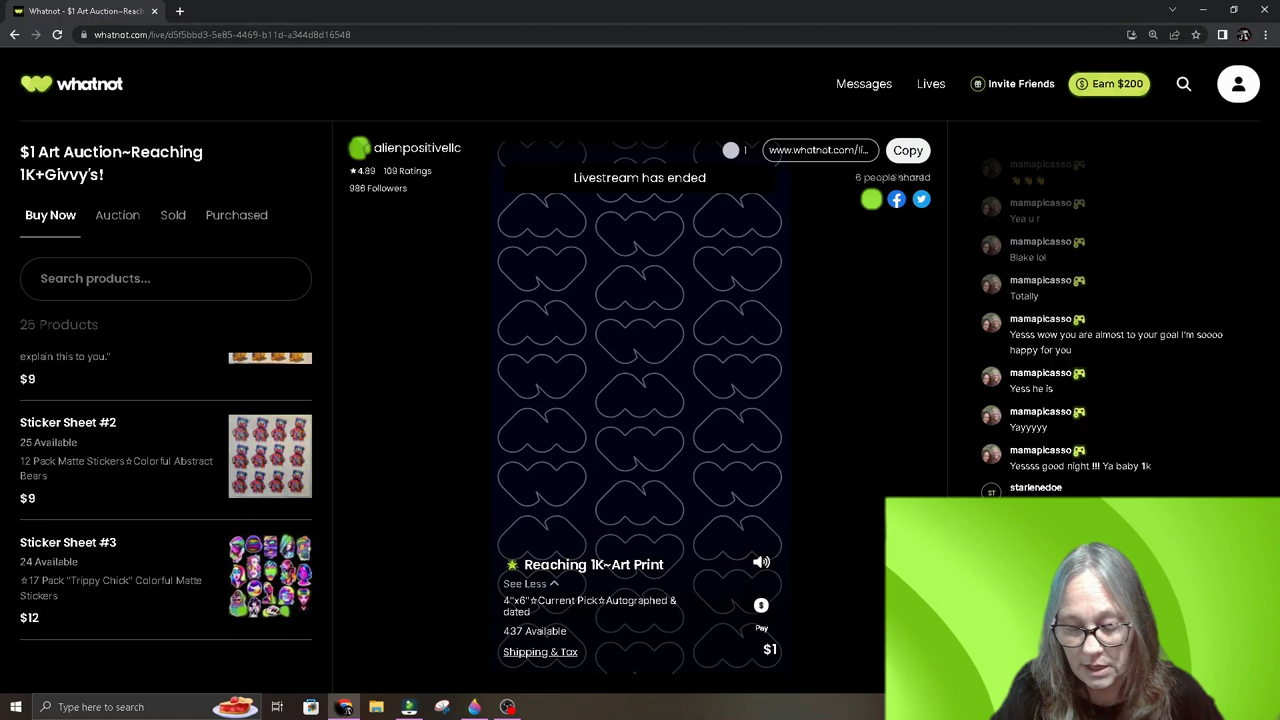 Whatnot - $1 Art Auction~Reach
whatnot.com/live/d5f5bbd3-5e85-4469-b11d-a344d8d16548
whatnot
Messages
Lives
Invite Friends
Earn $200
$1 Art Auction~Reaching
1K+Givvy's!
Buy Now
Auction
Sold
Purchased
Search products...
25 Products
explain this to you."
$9
Sticker Sheet #2
25 Available
12 Pack Matte Stickers☆Colorful Abstract
Bears
$9
Sticker Sheet #3
24 Available
☆17 Pack "Trippy Chick" Colorful Matte
Stickers
$12
alienpositivellc
★4.89 109 Ratings
986 Followers
1
www.whatnot.com/li...
Copy
Livestream has ended
6 people shared
Reaching 1K~Art Print
See Less
4"x6"☆Current Pick☆Autographed &
dated
437 Available
Shipping & Tax
Pay
$1
mamapicasso
mamapicasso
Yea u r
mamapicasso
Blake lol
mamapicasso
Totally
mamapicasso
Yesss wow you are almost to your goal I'm soooo
happy for you
mamapicasso
Yess he is
mamapicasso
Yayyyyy
mamapicasso
Yessss good night !!! Ya baby 1k
ST
starlenedoe
Type here to search